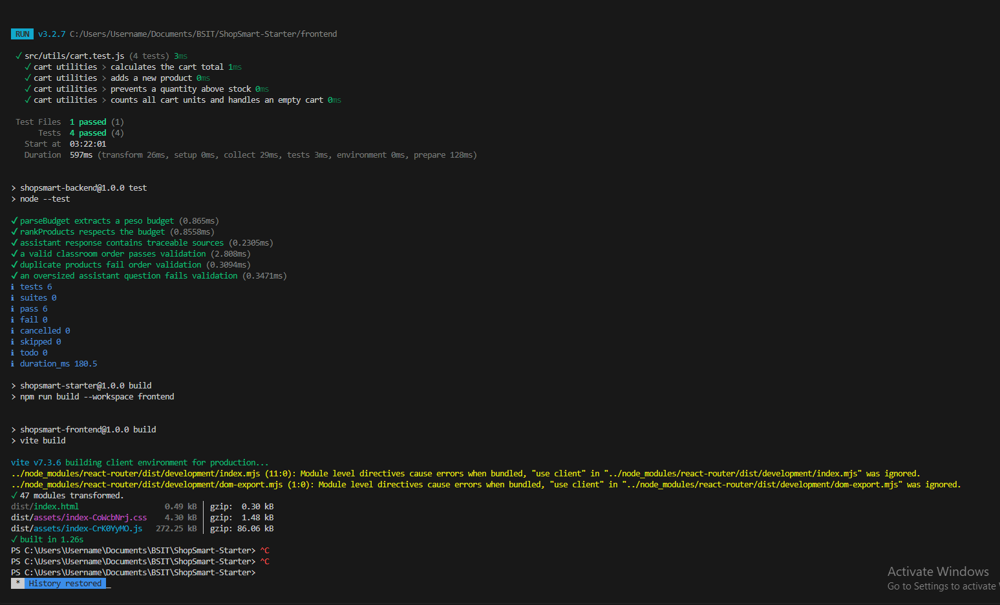 RUN v3.2.7 C:/Users/Username/Documents/BSIT/ShopSmart-Starter/frontend
✓ src/utils/cart.test.js (4 tests) 3ms
✓ cart utilities > calculates the cart total 1ms
✓ cart utilities > adds a new product 0ms
✓ cart utilities > prevents a quantity above stock 0ms
✓ cart utilities > counts all cart units and handles an empty cart 0ms
Test Files 1 passed (1)
Tests 4 passed (4)
Start at 03:22:01
Duration 597ms (transform 26ms, setup 0ms, collect 29ms, tests 3ms, environment 0ms, prepare 128ms)
> shopsmart-backend@1.0.0 test
> node --test
✓ parseBudget extracts a peso budget (0.865ms)
✓ rankProducts respects the budget (0.8558ms)
✓ assistant response contains traceable sources (0.2305ms)
✓ a valid classroom order passes validation (2.808ms)
✓ duplicate products fail order validation (0.3094ms)
✓ an oversized assistant question fails validation (0.3471ms)
ℹ tests 6
ℹ suites 0
ℹ pass 6
ℹ fail 0
ℹ cancelled 0
ℹ skipped 0
ℹ todo 0
ℹ duration_ms 180.5
> shopsmart-starter@1.0.0 build
> npm run build --workspace frontend
> shopsmart-frontend@1.0.0 build
> vite build
vite v7.3.6 building client environment for production...
../node_modules/react-router/dist/development/index.mjs (11:0): Module level directives cause errors when bundled, "use client" in "../node_modules/react-router/dist/development/index.mjs" was ignored.
../node_modules/react-router/dist/development/dom-export.mjs (1:0): Module level directives cause errors when bundled, "use client" in "../node_modules/react-router/dist/development/dom-export.mjs" was ignored.
✓ 47 modules transformed.
dist/index.html 0.49 kB │ gzip: 0.30 kB
dist/assets/index-CoWcbNrj.css 4.30 kB │ gzip: 1.48 kB
dist/assets/index-CrK0YyMO.js 272.25 kB │ gzip: 86.06 kB
✓ built in 1.26s
PS C:\Users\Username\Documents\BSIT\ShopSmart-Starter> ^C
PS C:\Users\Username\Documents\BSIT\ShopSmart-Starter> ^C
PS C:\Users\Username\Documents\BSIT\ShopSmart-Starter>
* History restored
Activate Windows
Go to Settings to activate